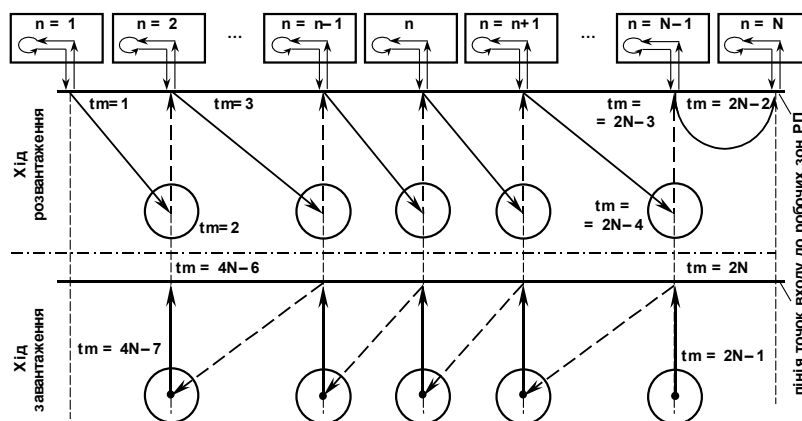 n = 1
n = 2
...
n = n-1
n
n = n+1
...
n = N-1
n = N
tm=1
tm=3
tm =
= 2N-3
tm = 2N-2
Хід
розвантаження
tm=2
tm =
= 2N-4
tm = 4N-6
tm = 2N
Хід
завантаження
tm = 4N-7
tm = 2N-1
лінія точок входу до робочих зон РП